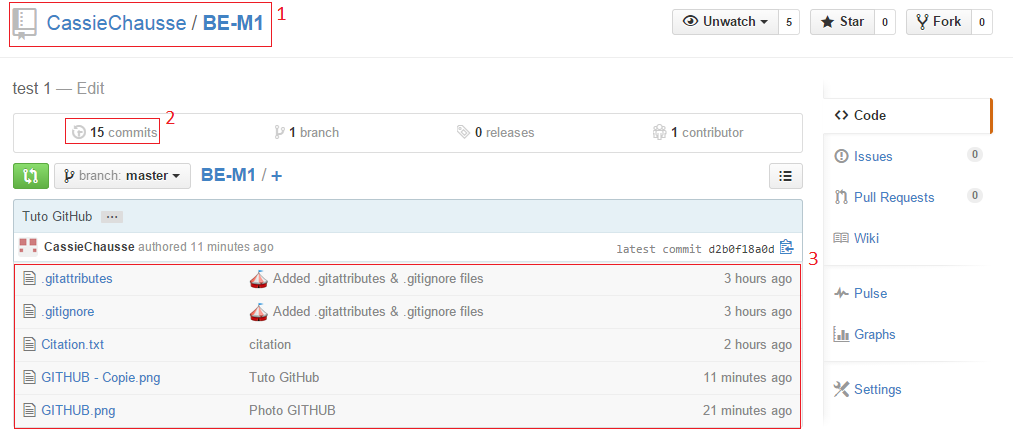 CassieChausse / BE-M1 1
Unwatch 5 Star 0 Fork 0
test 1 — Edit
15 commits 2
1 branch
0 releases
1 contributor
branch: master BE-M1 / +
Tuto GitHub ...
CassieChausse authored 11 minutes ago latest commit d2b0f18a0d
3
.gitattributes Added .gitattributes & .gitignore files 3 hours ago
.gitignore Added .gitattributes & .gitignore files 3 hours ago
Citation.txt citation 2 hours ago
GITHUB - Copie.png Tuto GitHub 11 minutes ago
GITHUB.png Photo GITHUB 21 minutes ago
Code
Issues 0
Pull Requests 0
Wiki
Pulse
Graphs
Settings